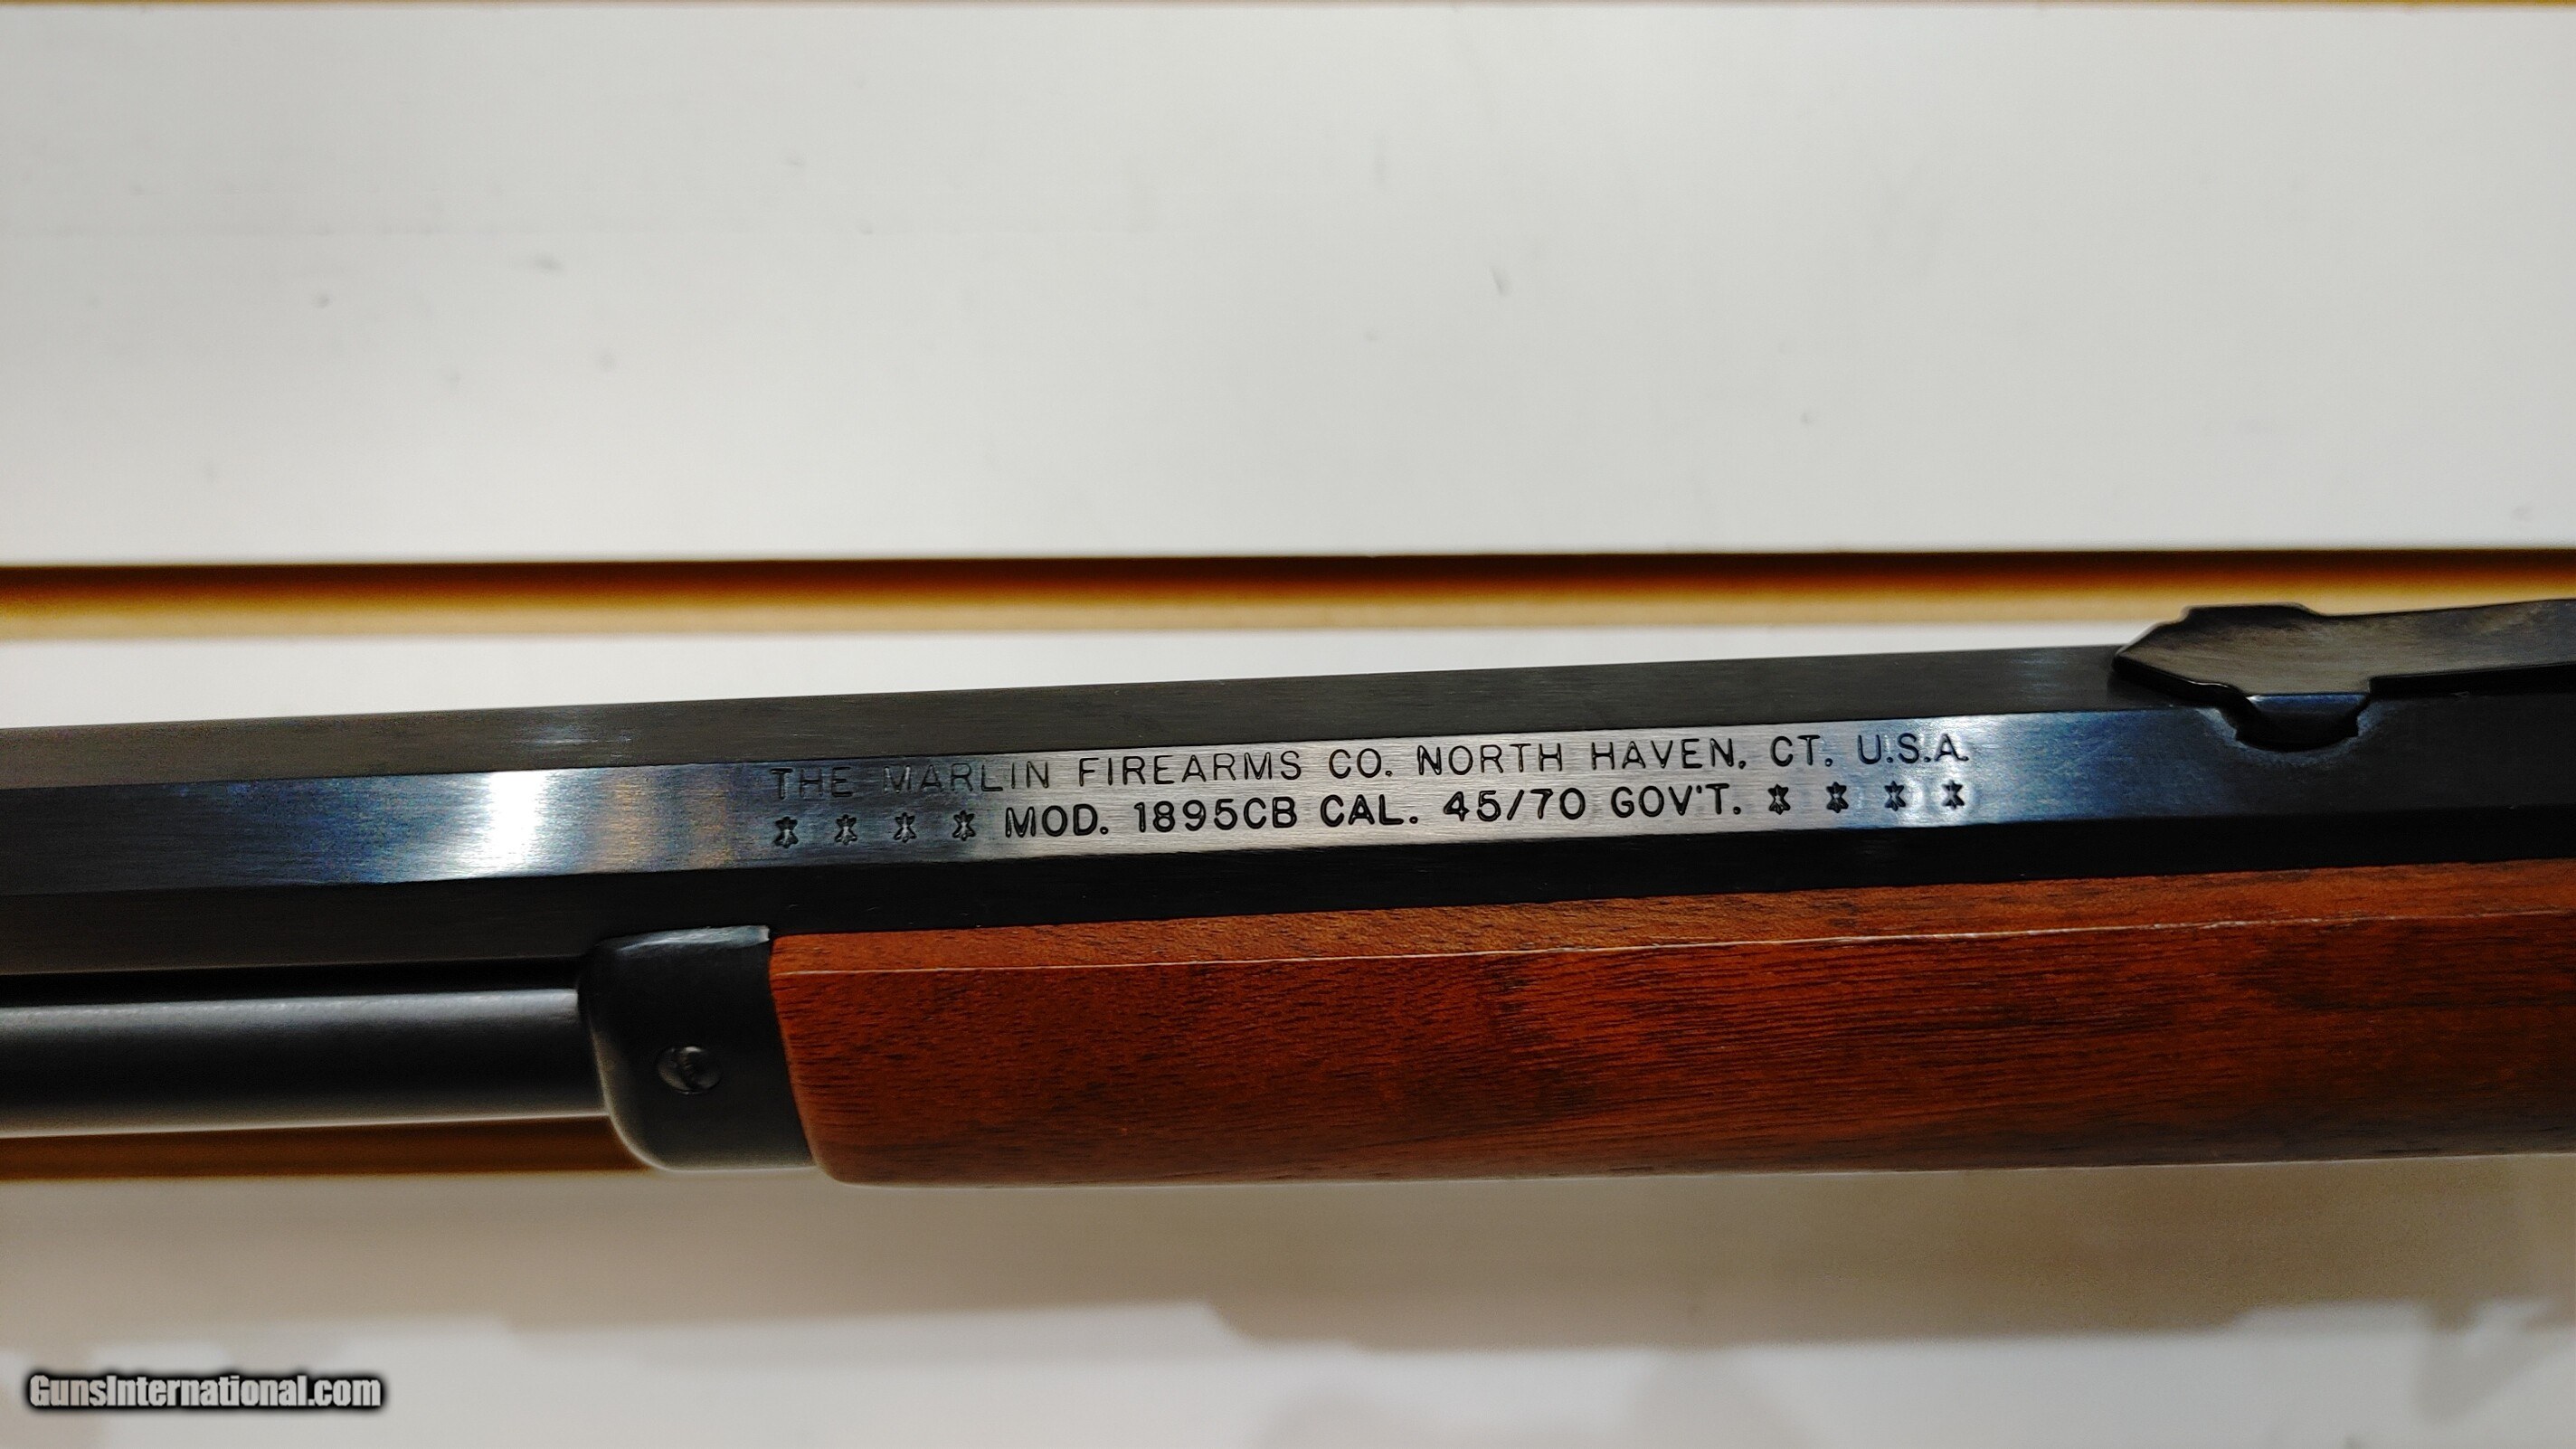 THE MARLIN FIREARMS CO. NORTH HAVEN, CT. U.S.A.
✶ ✶ ✶ ✶ MOD. 1895CB CAL. 45/70 GOV'T. ✶ ✶ ✶ ✶
GunsInternational.com